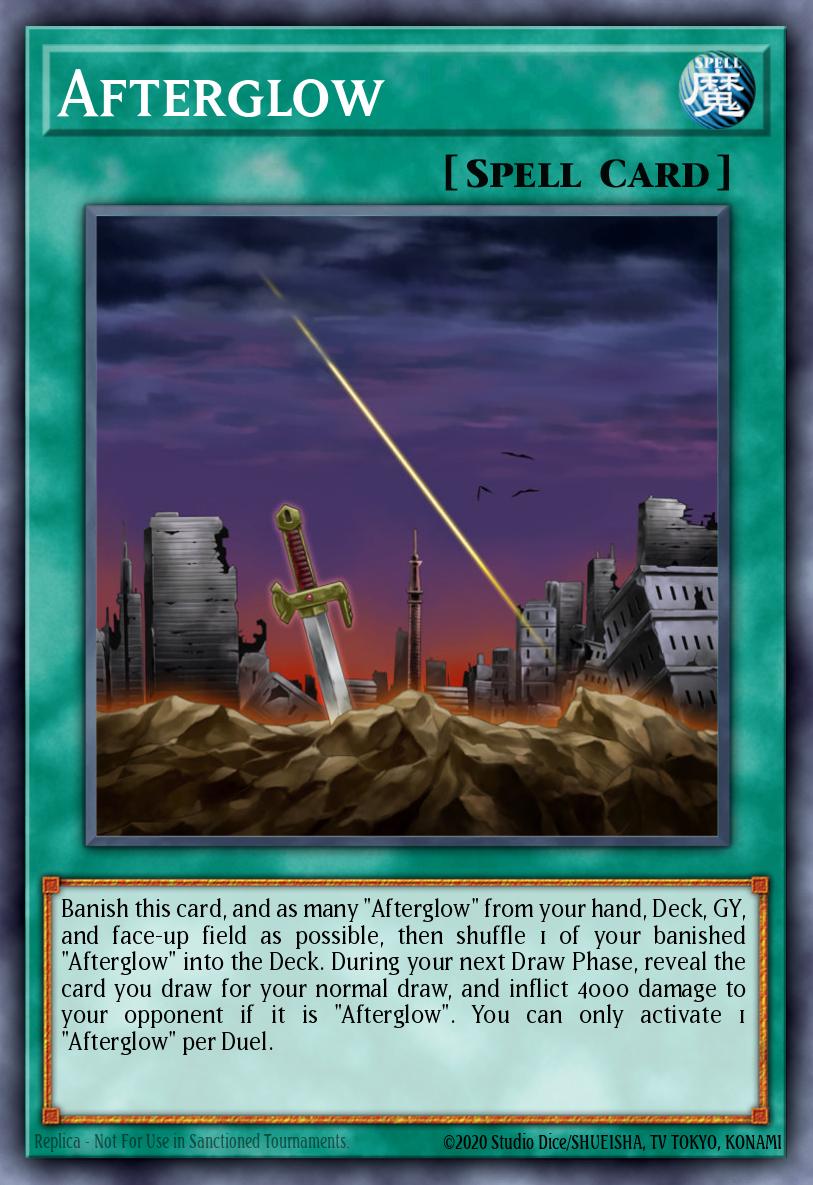 Afterglow
SPELL
魔
[ Spell Card ]
Banish this card, and as many "Afterglow" from your hand, Deck, GY,
and face-up field as possible, then shuffle 1 of your banished
"Afterglow" into the Deck. During your next Draw Phase, reveal the
card you draw for your normal draw, and inflict 4000 damage to
your opponent if it is "Afterglow". You can only activate 1
"Afterglow" per Duel.
Replica - Not For Use in Sanctioned Tournaments.
©2020 Studio Dice/SHUEISHA, TV TOKYO, KONAMI